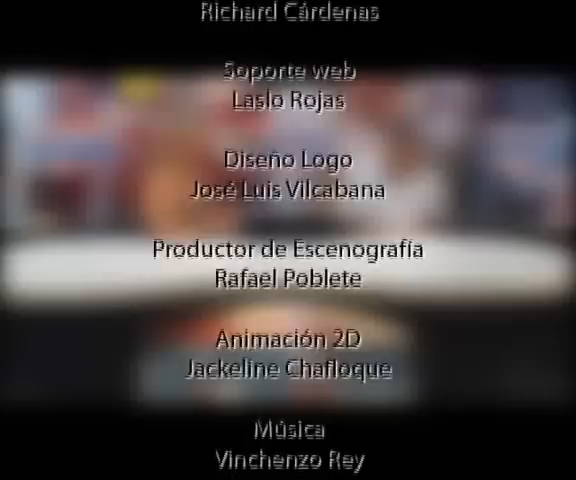 Richard Cárdenas
Soporte web
Laslo Rojas
Diseño Logo
José Luis Vilcabana
Productor de Escenografía
Rafael Poblete
Animación 2D
Jackeline Chafloque
Música
Vinchenzo Rey